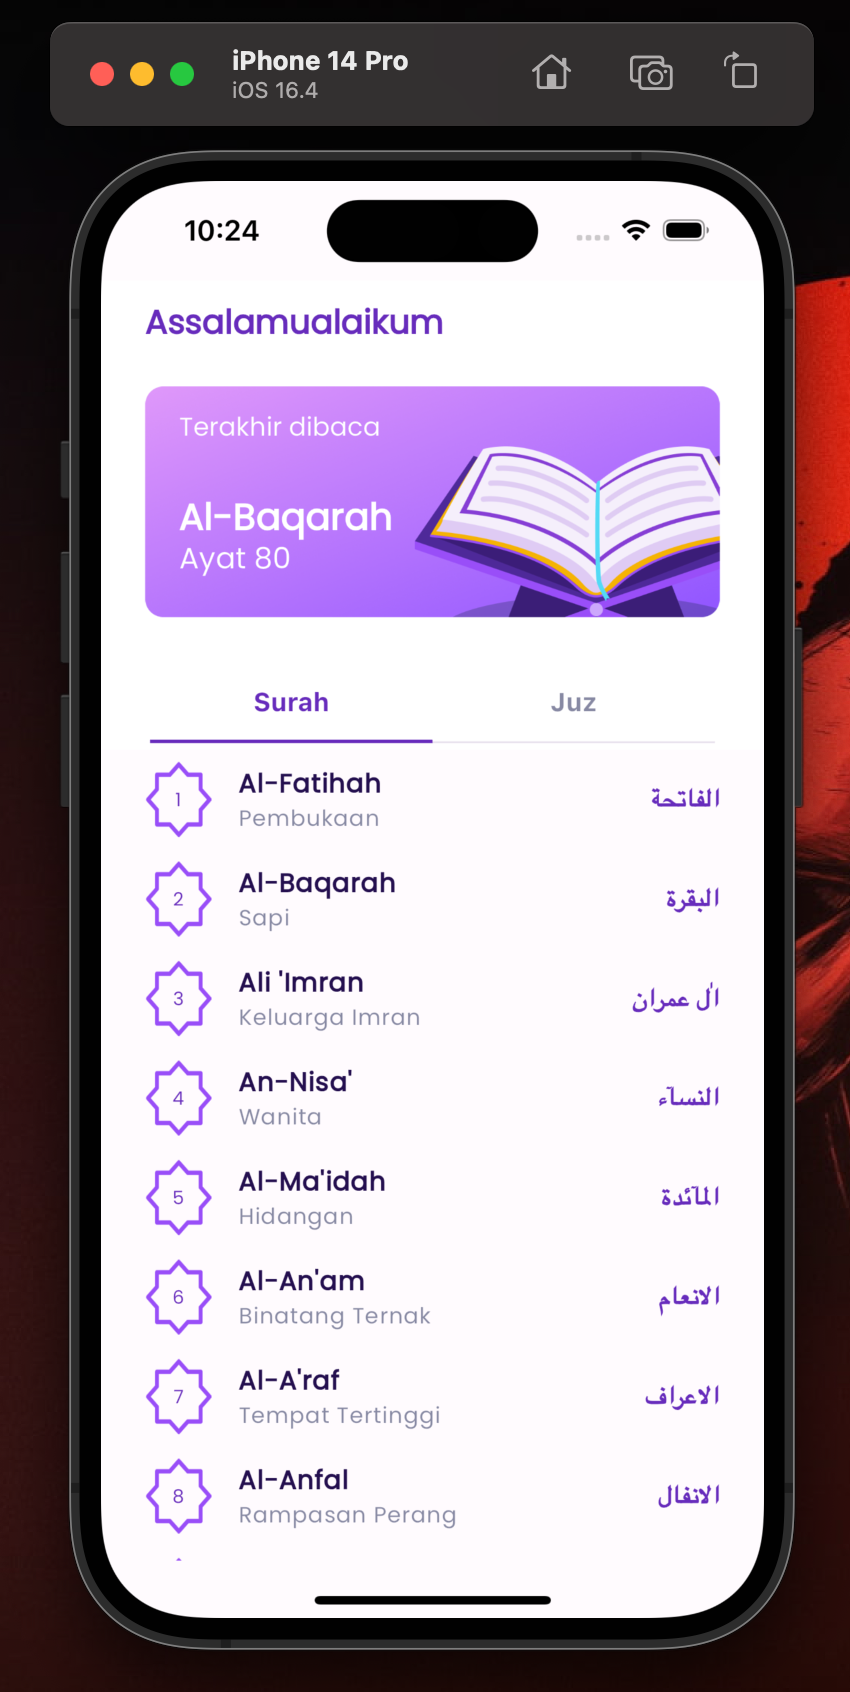 iPhone 14 Pro
iOS 16.4
10:24
Assalamualaikum
Terakhir dibaca
Al-Baqarah
Ayat 80
Surah Juz
1 Al-Fatihah الفاتحة
Pembukaan
2 Al-Baqarah البقرة
Sapi
3 Ali 'Imran اٰل عمران
Keluarga Imran
4 An-Nisa' النساۤء
Wanita
5 Al-Ma'idah الماۤئدة
Hidangan
6 Al-An'am الانعام
Binatang Ternak
7 Al-A'raf الاعراف
Tempat Tertinggi
8 Al-Anfal الانفال
Rampasan Perang